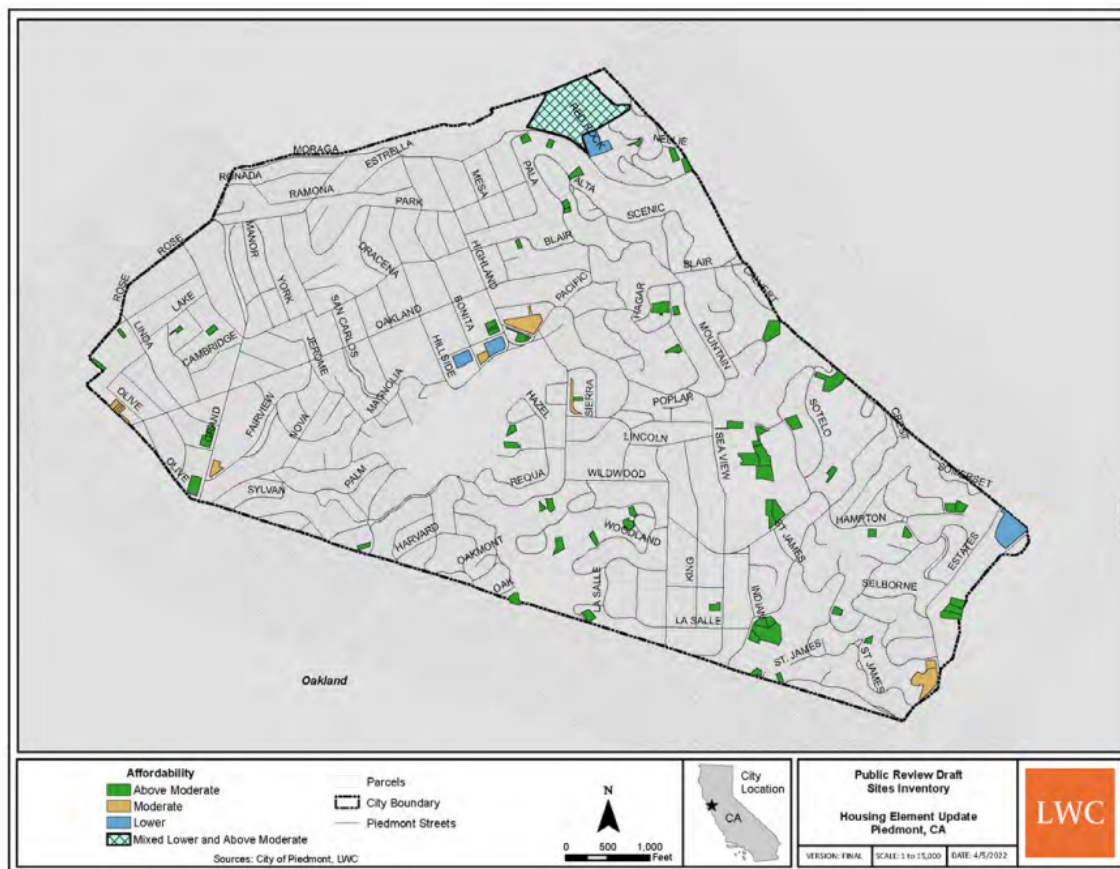 RED ROCK
NELLIE
MORAGA
ESTRELLA
RONADA
RAMONA
PARK
MESA
PALA
ALTA
SCENIC
ROSE
MANOR
YORK
DRACENA
HIGHLAND
BLAIR
BLAIR
CALVERT
ROSE
LAKE
LINDA
CAMBRIDGE
SAN CARLOS
OAKLAND
BONITA
PACIFIC
HAGAR
MOUNTAIN
HILLSIDE
JEROME
MAGNOLIA
OLIVE
GRAND
FAIRVIEW
NOVA
HAZEL
SIERRA
POPLAR
LINCOLN
SEA VIEW
SOTELO
CREST
SOMERSET
OLIVE
SYLVAN
PALM
REQUA
WILDWOOD
HARVARD
OAKMONT
WOODLAND
ST JAMES
HAMPTON
ESTATES
OAK
LA SALLE
KING
INDIAN
SELBORNE
LA SALLE
ST. JAMES
ST JAMES
Oakland
Affordability
Above Moderate
Moderate
Lower
Mixed Lower and Above Moderate
Parcels
City Boundary
Piedmont Streets
Sources: City of Piedmont, LWC
N
0 500 1,000
Feet
City
Location
CA
Public Review Draft
Sites Inventory
Housing Element Update
Piedmont, CA
VERSION: FINAL
SCALE: 1 to 15,000
DATE: 4/5/2022
LWC